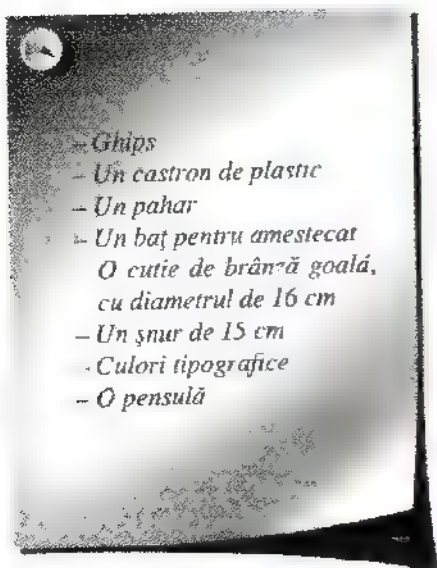 – Ghips
– Un castron de plastic
– Un pahar
– Un baţ pentru amestecat
O cutie de brânză goală,
cu diametrul de 16 cm
– Un şnur de 15 cm
- Culori tipografice
– O pensulă